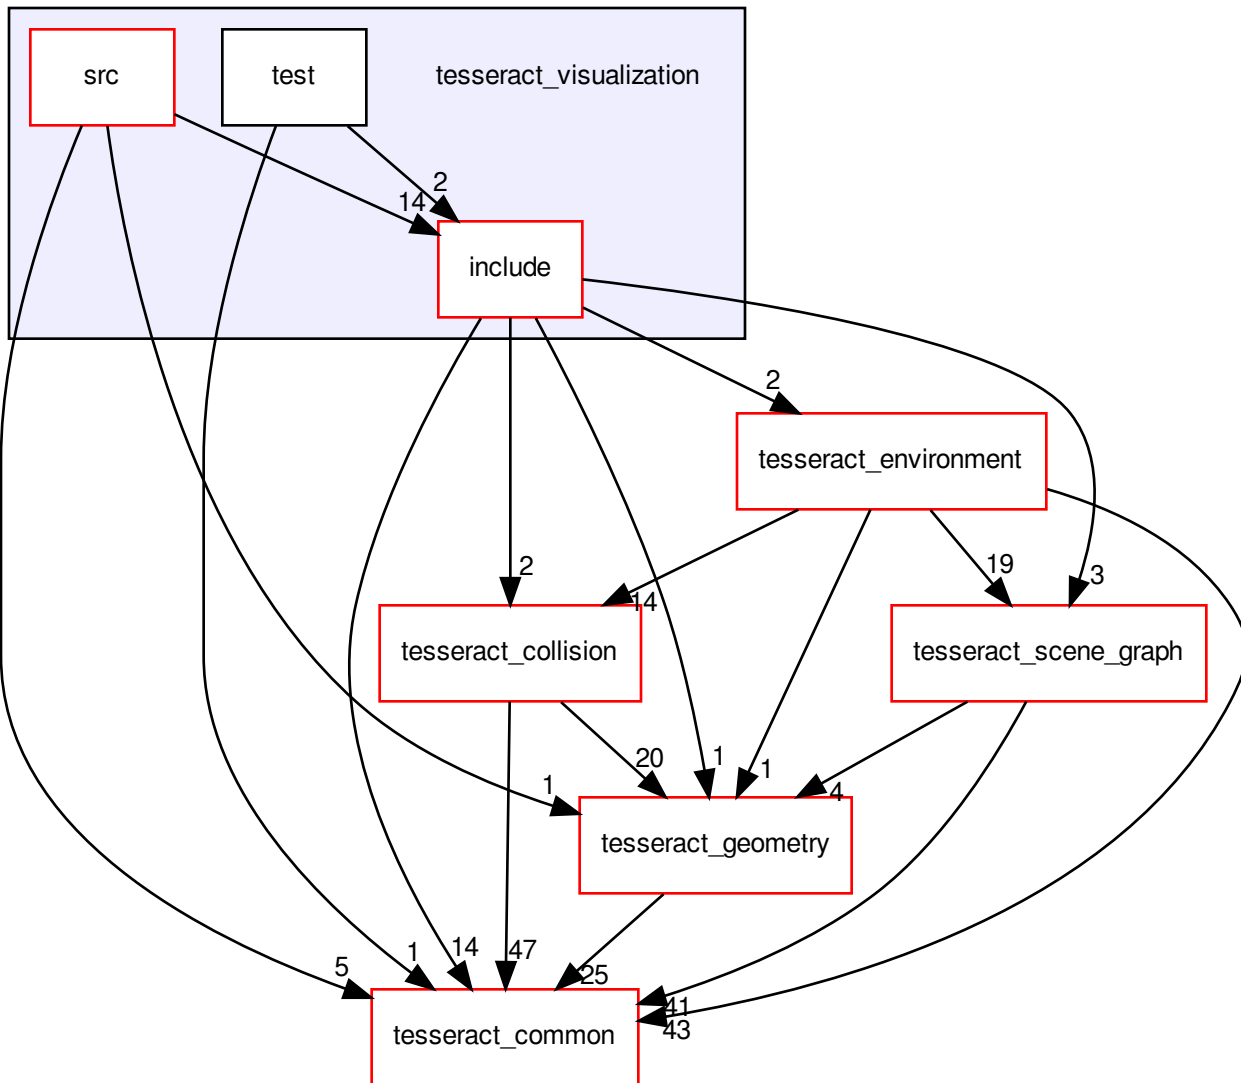 src
test
tesseract_visualization
2
14
include
2
tesseract_environment
2
19
3
14
tesseract_collision
tesseract_scene_graph
20
1
1
1
4
tesseract_geometry
5
1
14
47
25
41
43
tesseract_common